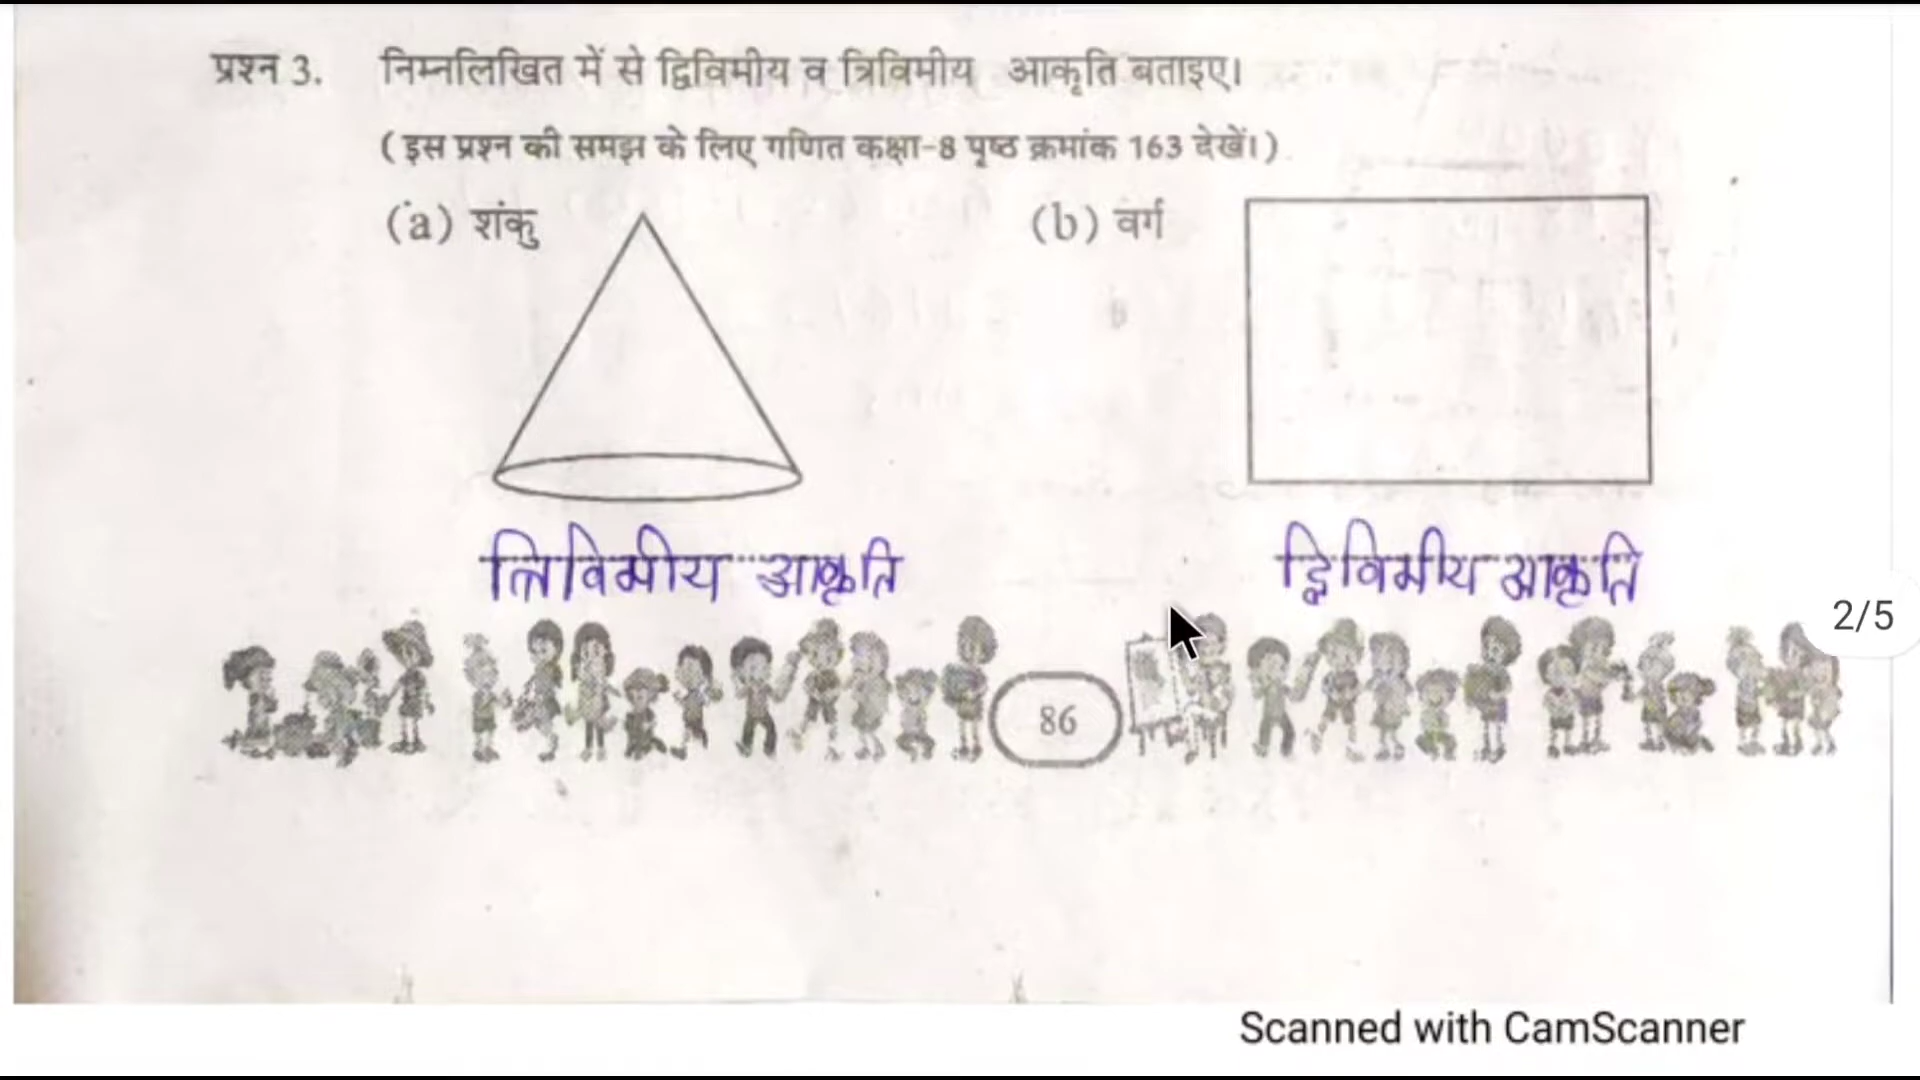 प्रश्न 3. निम्नलिखित में से द्विविमीय व त्रिविमीय आकृति बताइए।
( इस प्रश्न की समझ के लिए गणित कक्षा-8 पृष्ठ क्रमांक 163 देखें। )
(a) शंकु (b) वर्ग
त्रिविमीय आकृति द्विविमीय आकृति
2/5
86
Scanned with CamScanner